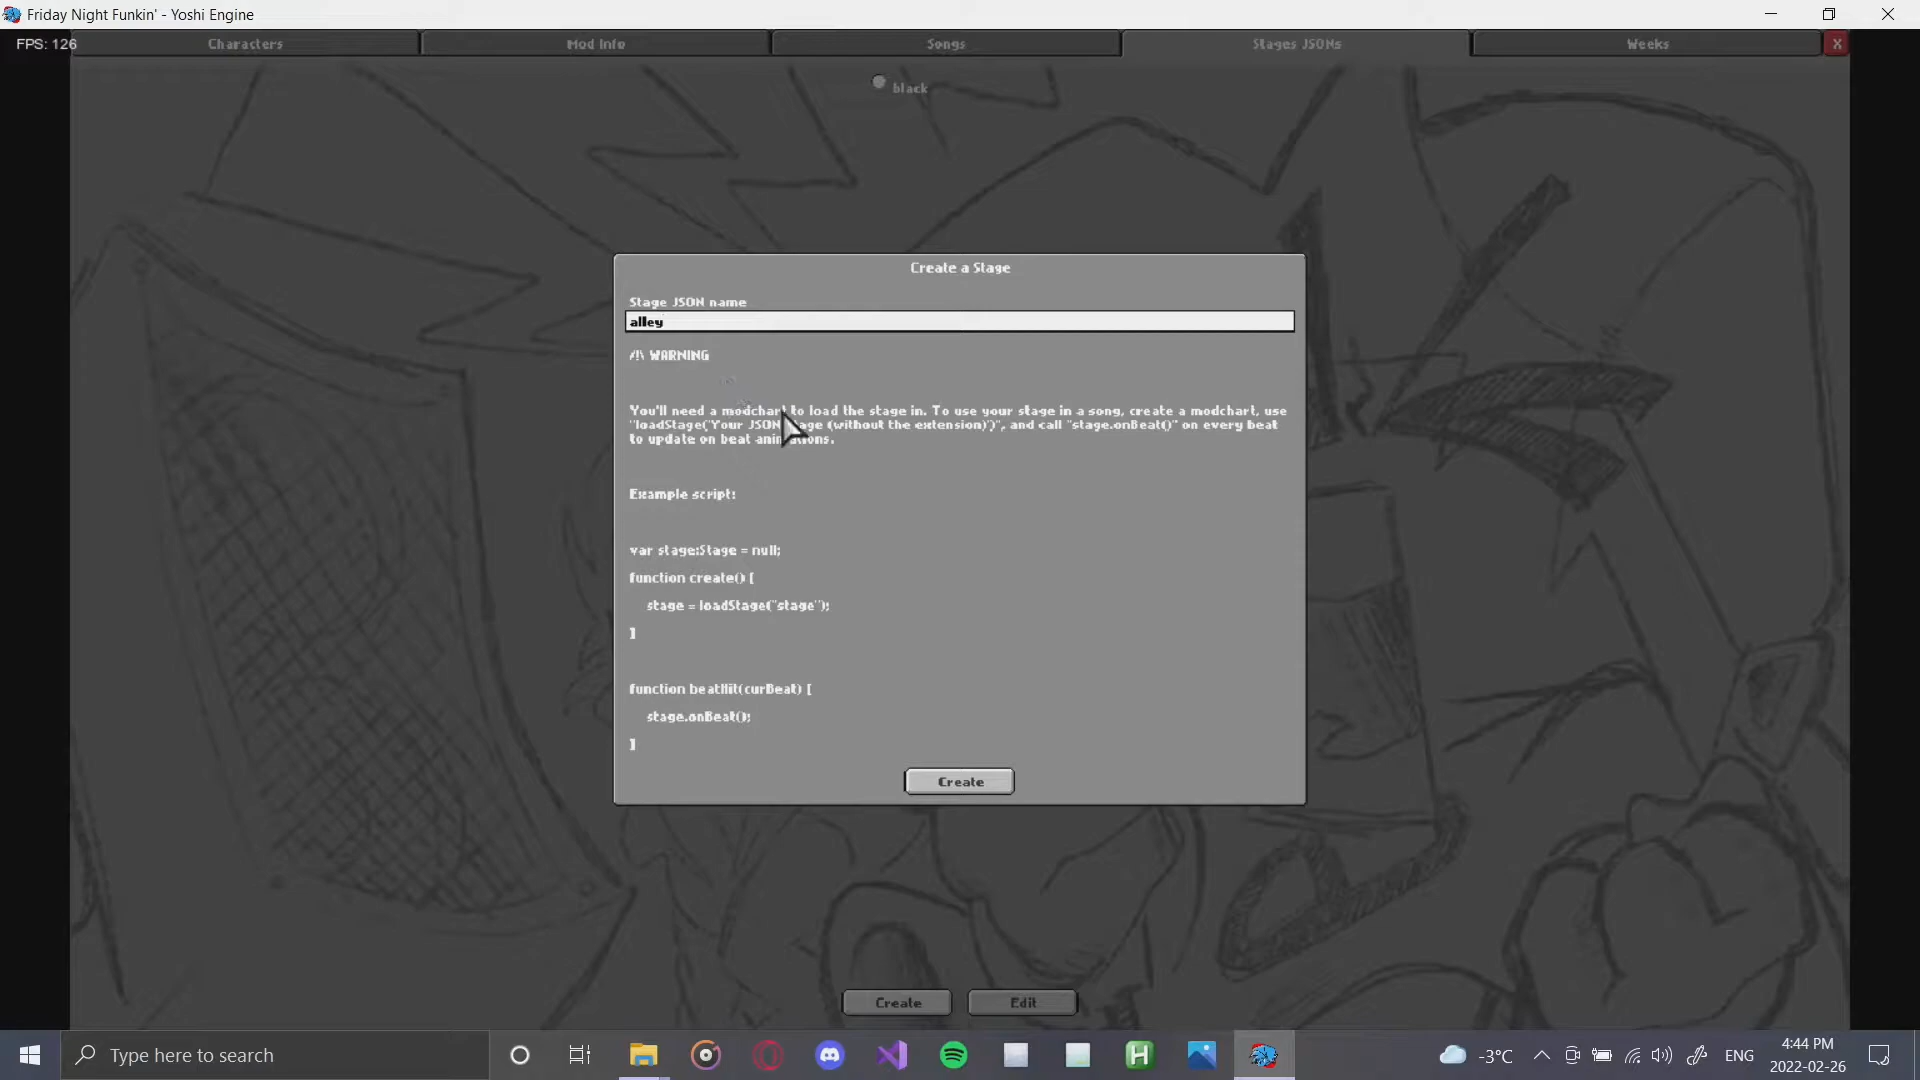 Friday Night Funkin' - Yoshi Engine
FPS: 126
Characters
Mod Info
Songs
Stages JSONs
Weeks
X
black
Create a Stage
Stage JSON name
alley
/!\ WARNING
You'll need a modchart to load the stage in. To use your stage in a song, create a modchart, use
"loadStage("Your JSON age (without the extension)")", and call "stage.onBeat()" on every beat
to update on beat animations.
Example script:
var stage:Stage = null;
function create() {
stage = loadStage("stage");
}
function beatHit(curBeat) {
stage.onBeat();
}
Create
Create
Edit
Type here to search
-3°C
ENG
4:44 PM
2022-02-26